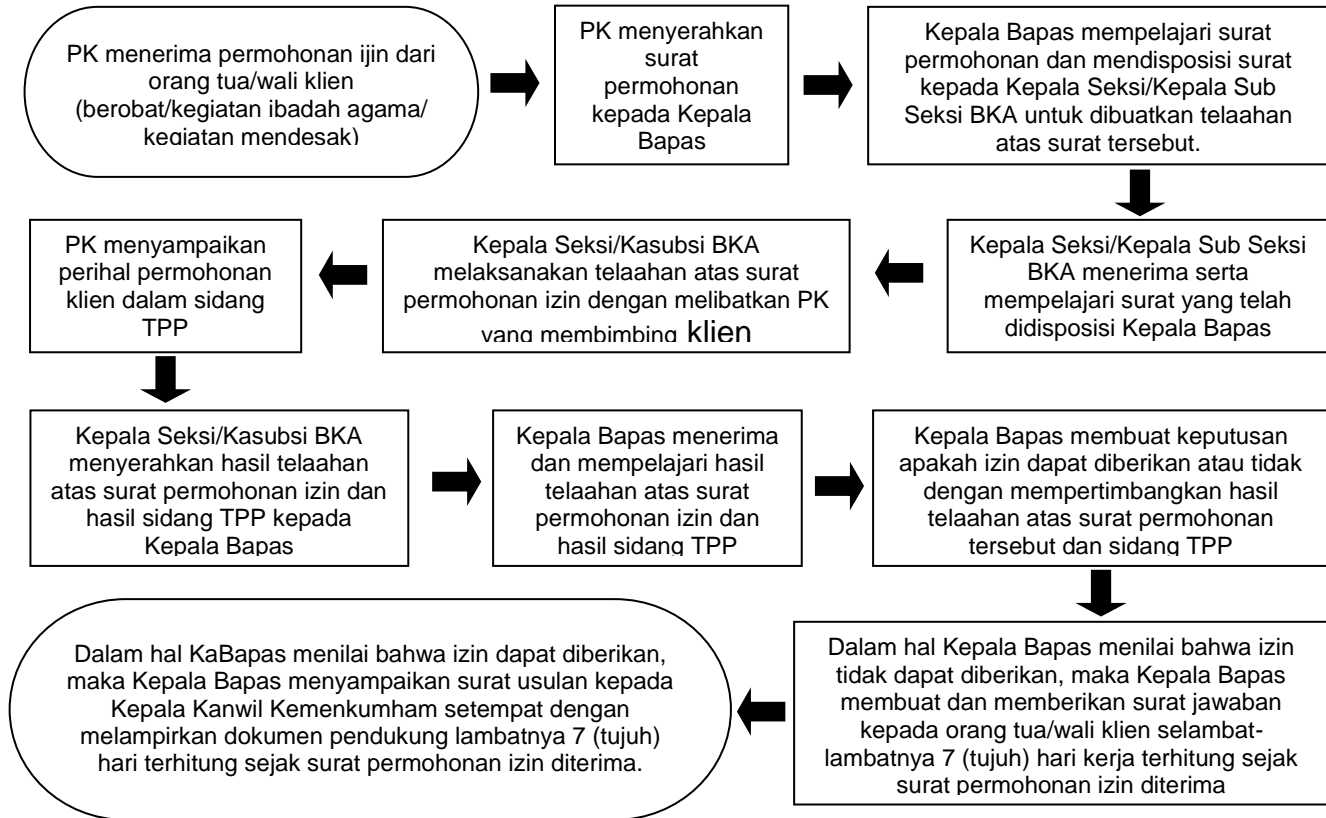 PK menerima permohonan ijin dari
orang tua/wali klien
(berobat/kegiatan ibadah agama/
kegiatan mendesak)
PK menyerahkan
surat
permohonan
kepada Kepala
Bapas
Kepala Bapas mempelajari surat
permohonan dan mendisposisi surat
kepada Kepala Seksi/Kepala Sub
Seksi BKA untuk dibuatkan telaahan
atas surat tersebut.
Kepala Seksi/Kepala Sub Seksi
BKA menerima serta
mempelajari surat yang telah
didisposisi Kepala Bapas
Kepala Seksi/Kasubsi BKA
melaksanakan telaahan atas surat
permohonan izin dengan melibatkan PK
yang membimbing klien
PK menyampaikan
perihal permohonan
klien dalam sidang
TPP
Kepala Seksi/Kasubsi BKA
menyerahkan hasil telaahan
atas surat permohonan izin dan
hasil sidang TPP kepada
Kepala Bapas
Kepala Bapas menerima
dan mempelajari hasil
telaahan atas surat
permohonan izin dan
hasil sidang TPP
Kepala Bapas membuat keputusan
apakah izin dapat diberikan atau tidak
dengan mempertimbangkan hasil
telaahan atas surat permohonan
tersebut dan sidang TPP
Dalam hal Kepala Bapas menilai bahwa izin
tidak dapat diberikan, maka Kepala Bapas
membuat dan memberikan surat jawaban
kepada orang tua/wali klien selambat-
lambatnya 7 (tujuh) hari kerja terhitung sejak
surat permohonan izin diterima
Dalam hal KaBapas menilai bahwa izin dapat diberikan,
maka Kepala Bapas menyampaikan surat usulan kepada
Kepala Kanwil Kemenkumham setempat dengan
melampirkan dokumen pendukung lambatnya 7 (tujuh)
hari terhitung sejak surat permohonan izin diterima.